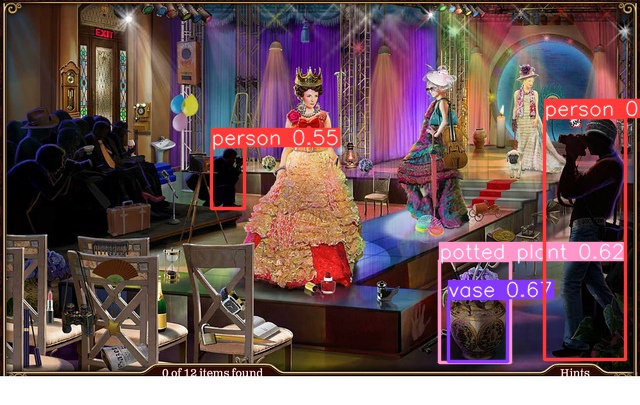 EXIT
person 0
person 0.55
potted plant 0.62
vase 0.67
0 of 12 items found
Hints